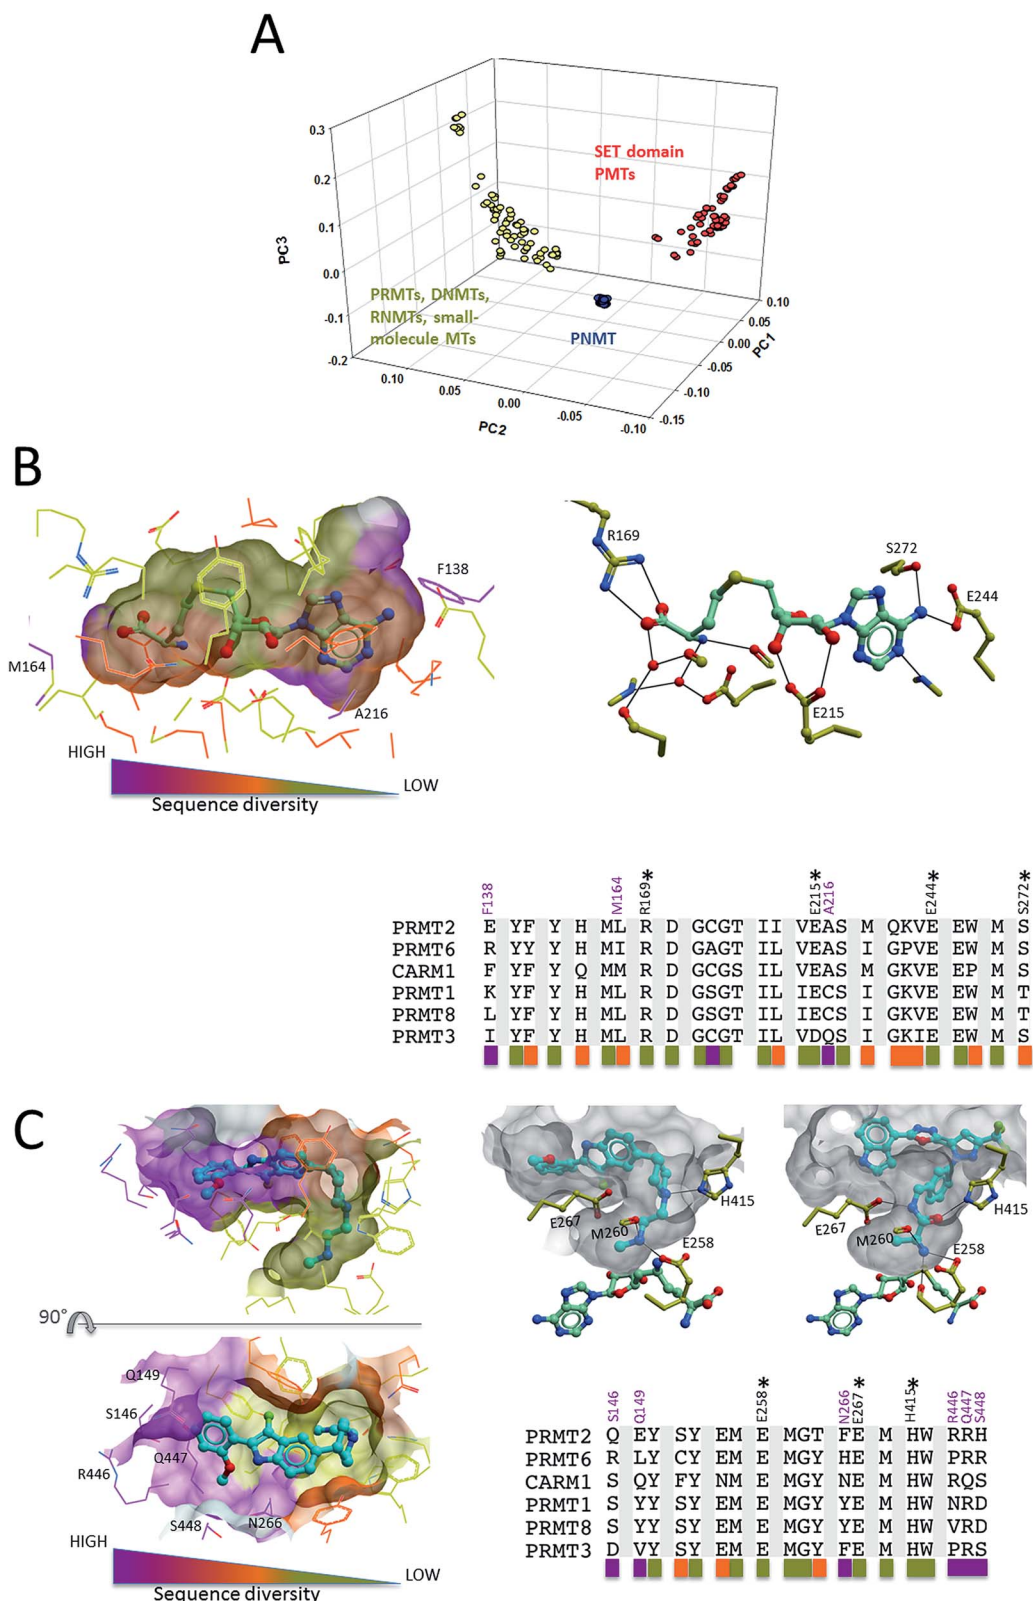 A
0.3
0.2
0.1
0.0
-0.1
-0.2
PC3
SET domain
PMTs
PRMTs, DNMTs,
RNMTs, small-
molecule MTs
PNMT
0.10
0.05
0.00
-0.05
-0.10
-0.15
PC1
0.10
0.05
0.00
-0.05
-0.10
PC2
B
F138
M164
A216
HIGH
LOW
Sequence diversity
R169
S272
E244
E215
F138 M164 R169* E215* A216 E244* S272*
PRMT2 E YF Y H ML R D GCGT IL VEAS M QKVE EW M S
PRMT6 R YY Y H MI R D GAGT IL VEAS I GPVE EW M S
CARM1 F YF Y Q MM R D GCGS IL VEAS M GKVE EP M S
PRMT1 K YF Y H ML R D GSGT IL IECS I GKVE EW M T
PRMT8 L YF Y H ML R D GSGT IL IECS I GKVE EW M T
PRMT3 I YF Y H ML R D GCGT IL VDQS I GKIE EW M S
C
90°
E267
M260
H415
E258
E267
M260
H415
E258
Q149
S146
Q447
R446
S448
N266
HIGH
LOW
Sequence diversity
S146 Q149 E258* N266 E267* H415* R446 Q447 S448
PRMT2 Q EY SY EM E MGT FE M HW RRH
PRMT6 R LY CY EM E MGY HE M HW PRR
CARM1 S QY FY NM E MGY NE M HW RQS
PRMT1 S YY SY EM E MGY YE M HW NRD
PRMT8 S YY SY EM E MGY YE M HW VRD
PRMT3 D VY SY EM E MGY FE M HW PRS